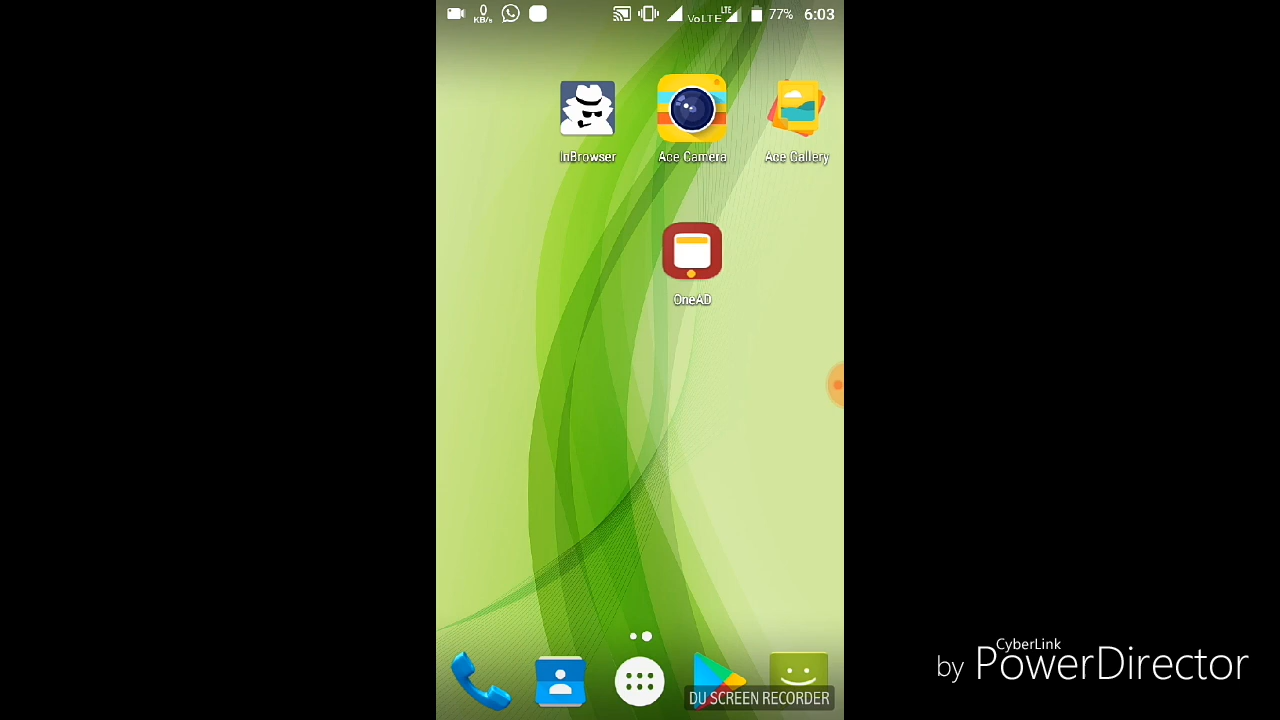 0
KB/s
VoLTE
LTE
77%
6:03
InBrowser
Ace Camera
Ace Gallery
OneAD
DU SCREEN RECORDER
CyberLink
by PowerDirector